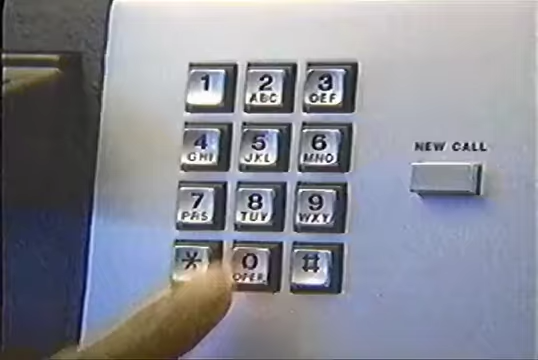 1 2 3
ABC DEF
4 5 6
GHI JKL MNO
NEW CALL
7 8 9
PRS TUV WXY
* 0 #
OPER